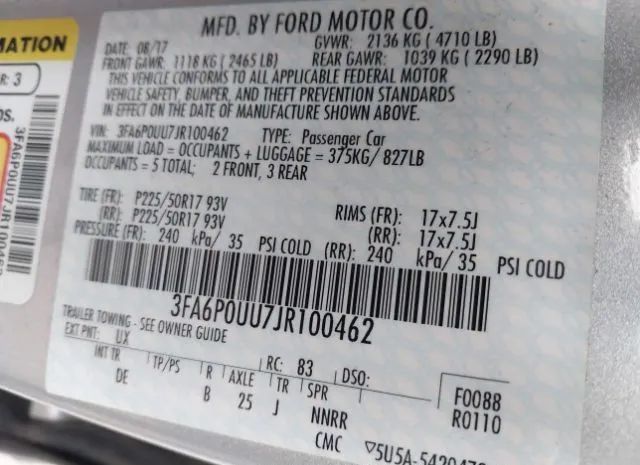 MFD. BY FORD MOTOR CO.
DATE: 08/17 GVWR: 2136 KG ( 4710 LB)
FRONT GAWR: 1118 KG ( 2465 LB) REAR GAWR: 1039 KG ( 2290 LB)
THIS VEHICLE CONFORMS TO ALL APPLICABLE FEDERAL MOTOR
VEHICLE SAFETY, BUMPER, AND THEFT PREVENTION STANDARDS
IN EFFECT ON THE DATE OF MANUFACTURE SHOWN ABOVE.
VIN: 3FA6P0UU7JR100462 TYPE: Passenger Car
MAXIMUM LOAD = OCCUPANTS + LUGGAGE = 375KG/ 827LB
OCCUPANTS = 5 TOTAL; 2 FRONT, 3 REAR
TIRE (FR): P225/50R17 93V RIMS (FR): 17x7.5J
(RR): P225/50R17 93V (RR): 17x7.5J
PRESSURE (FR): 240 kPa/ 35 PSI COLD (RR): 240 kPa/ 35 PSI COLD
3FA6P0UU7JR100462
TRAILER TOWING - SEE OWNER GUIDE
EXT PNT: UX RC: 83 DSO:
INT TR TP/PS R AXLE TR SPR F0088
DE B 25 J NNRR R0110
CMC ▽5U5A-542047
MATION
R: 3
OS.
3FA6P0UU7JR100462